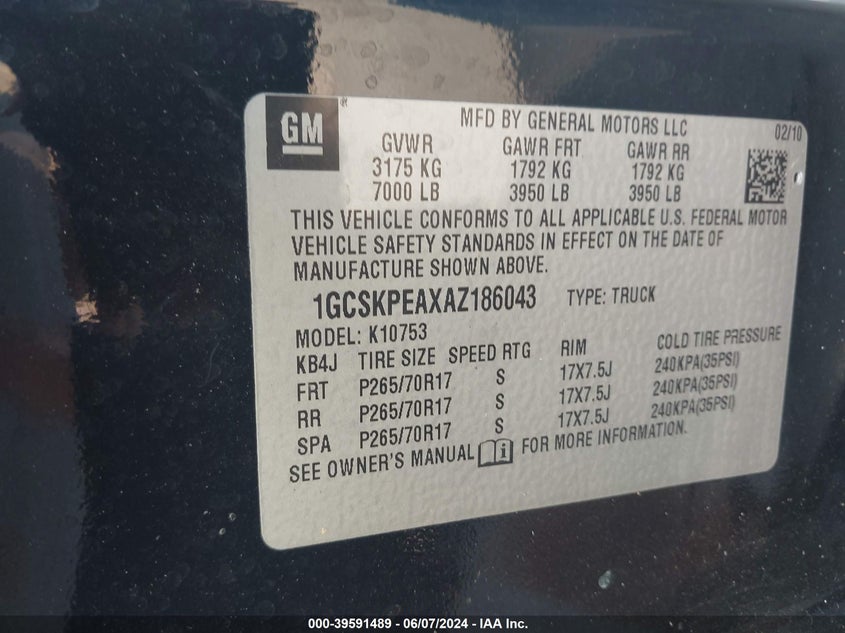 GM®
MFD BY GENERAL MOTORS LLC 02/10
GVWR GAWR FRT GAWR RR
3175 KG 1792 KG 1792 KG
7000 LB 3950 LB 3950 LB
THIS VEHICLE CONFORMS TO ALL APPLICABLE U.S. FEDERAL MOTOR
VEHICLE SAFETY STANDARDS IN EFFECT ON THE DATE OF
MANUFACTURE SHOWN ABOVE.
1GCSKPEAXAZ186043 TYPE: TRUCK
MODEL: K10753
KB4J TIRE SIZE SPEED RTG RIM COLD TIRE PRESSURE
FRT P265/70R17 S 17X7.5J 240KPA(35PSI)
RR P265/70R17 S 17X7.5J 240KPA(35PSI)
SPA P265/70R17 S 17X7.5J 240KPA(35PSI)
SEE OWNER'S MANUAL i FOR MORE INFORMATION.
000-39591489 - 06/07/2024 - IAA Inc.